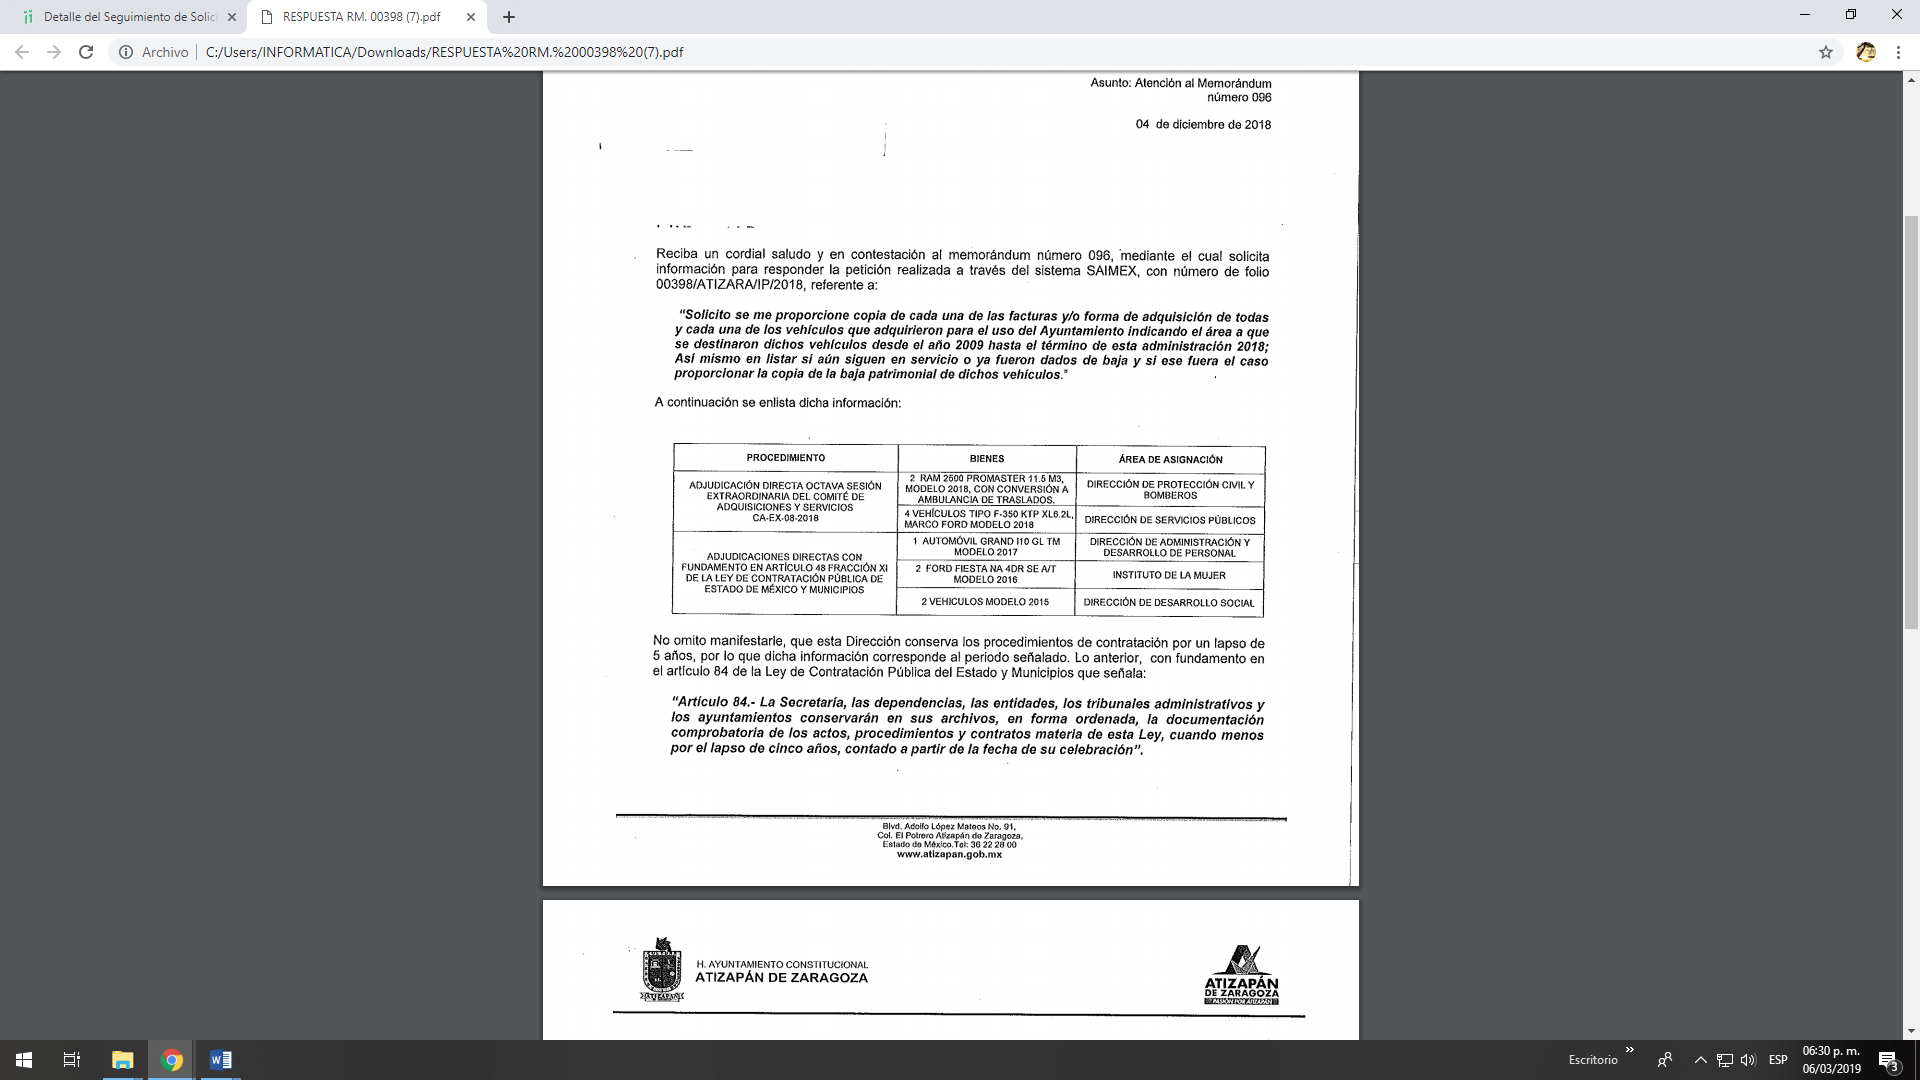 Detalle del Seguimiento de Solici
RESPUESTA RM. 00398 (7).pdf
Archivo
C:/Users/INFORMATICA/Downloads/RESPUESTA%20RM.%2000398%20(7).pdf
Asunto: Atención al Memorándum
número 096
04 de diciembre de 2018
Reciba un cordial saludo y en contestación al memorándum número 096, mediante el cual solicita
información para responder la petición realizada a través del sistema SAIMEX, con número de folio
00398/ATIZARA/IP/2018, referente a:
“Solicito se me proporcione copia de cada una de las facturas y/o forma de adquisición de todas
y cada una de los vehículos que adquirieron para el uso del Ayuntamiento indicando el área a que
se destinaron dichos vehículos desde el año 2009 hasta el término de esta administración 2018;
Así mismo en listar si aún siguen en servicio o ya fueron dados de baja y si ese fuera el caso
proporcionar la copia de la baja patrimonial de dichos vehículos."
A continuación se enlista dicha información:
PROCEDIMIENTO
BIENES
ÁREA DE ASIGNACIÓN
ADJUDICACIÓN DIRECTA OCTAVA SESIÓN
EXTRAORDINARIA DEL COMITÉ DE
ADQUISICIONES Y SERVICIOS
CA-EX-08-2018
2 RAM 2500 PROMASTER 11.5 M3,
MODELO 2018, CON CONVERSIÓN A
AMBULANCIA DE TRASLADOS.
DIRECCIÓN DE PROTECCIÓN CIVIL Y
BOMBEROS
4 VEHÍCULOS TIPO F-350 KTP XL6.2L,
MARCO FORD MODELO 2018
DIRECCIÓN DE SERVICIOS PÚBLICOS
ADJUDICACIONES DIRECTAS CON
FUNDAMENTO EN ARTÍCULO 48 FRACCIÓN XI
DE LA LEY DE CONTRATACIÓN PÚBLICA DE
ESTADO DE MÉXICO Y MUNICIPIOS
1 AUTOMÓVIL GRAND I10 GL TM
MODELO 2017
DIRECCIÓN DE ADMINISTRACIÓN Y
DESARROLLO DE PERSONAL
2 FORD FIESTA NA 4DR SE A/T
MODELO 2016
INSTITUTO DE LA MUJER
2 VEHICULOS MODELO 2015
DIRECCIÓN DE DESARROLLO SOCIAL
No omito manifestarle, que esta Dirección conserva los procedimientos de contratación por un lapso de
5 años, por lo que dicha información corresponde al periodo señalado. Lo anterior, con fundamento en
el artículo 84 de la Ley de Contratación Pública del Estado y Municipios que señala:
“Artículo 84.- La Secretaría, las dependencias, las entidades, los tribunales administrativos y
los ayuntamientos conservarán en sus archivos, en forma ordenada, la documentación
comprobatoria de los actos, procedimientos y contratos materia de esta Ley, cuando menos
por el lapso de cinco años, contado a partir de la fecha de su celebración”.
Blvd. Adolfo López Mateos No. 91,
Col. El Potrero Atizapán de Zaragoza,
Estado de México.Tel: 36 22 28 00
www.atizapan.gob.mx
H. AYUNTAMIENTO CONSTITUCIONAL
ATIZAPÁN DE ZARAGOZA
ATIZAPÁN
DE ZARAGOZA
PASIÓN POR ATIZAPÁN
Escritorio
ESP
06:30 p. m.
06/03/2019
3